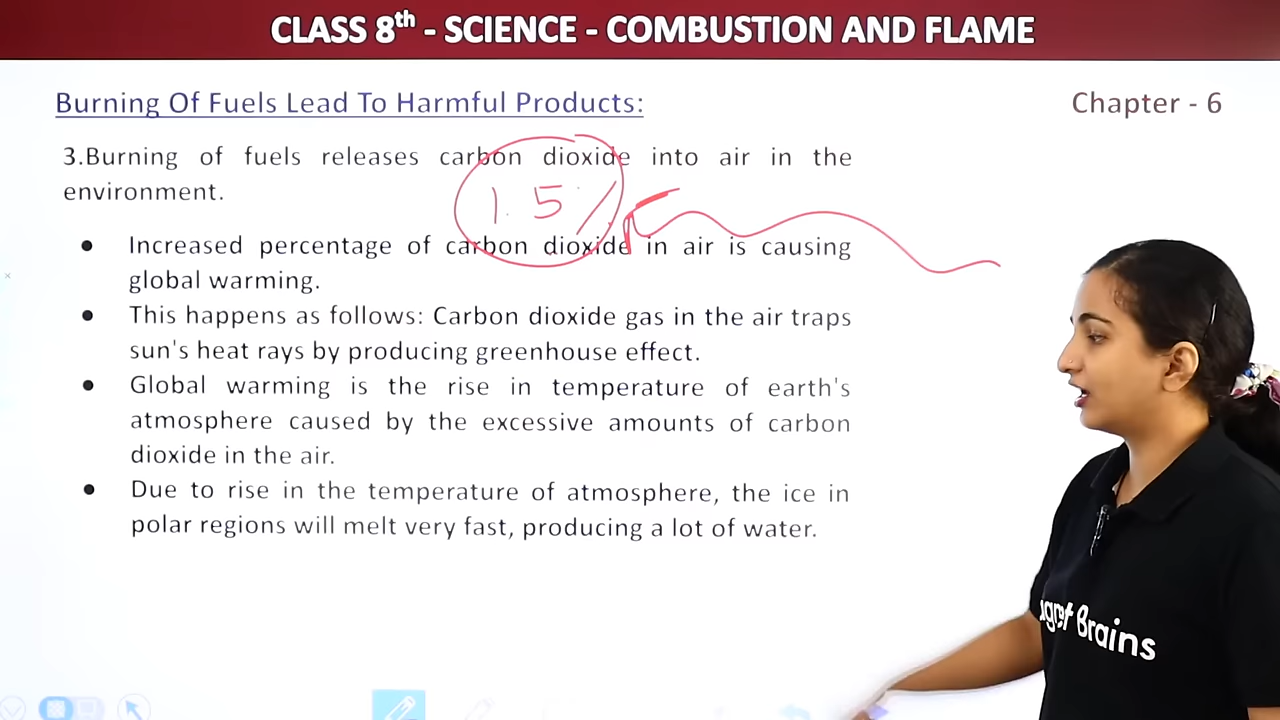 CLASS 8th - SCIENCE - COMBUSTION AND FLAME
Burning Of Fuels Lead To Harmful Products:
Chapter - 6
3.Burning of fuels releases carbon dioxide into air in the
environment.
1.5%
● Increased percentage of carbon dioxide in air is causing
global warming.
● This happens as follows: Carbon dioxide gas in the air traps
sun's heat rays by producing greenhouse effect.
● Global warming is the rise in temperature of earth's
atmosphere caused by the excessive amounts of carbon
dioxide in the air.
● Due to rise in the temperature of atmosphere, the ice in
polar regions will melt very fast, producing a lot of water.
Brains